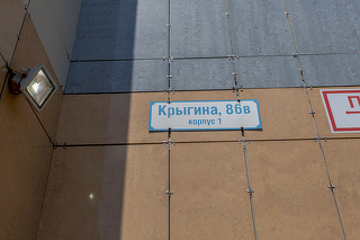 Крыгина, 86в
корпус 1